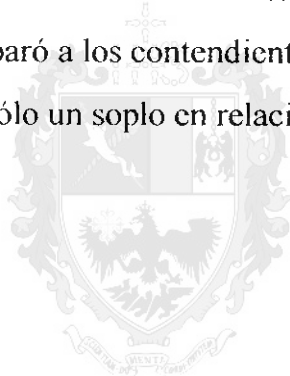 paró a los contendient
ólo un soplo en relaci